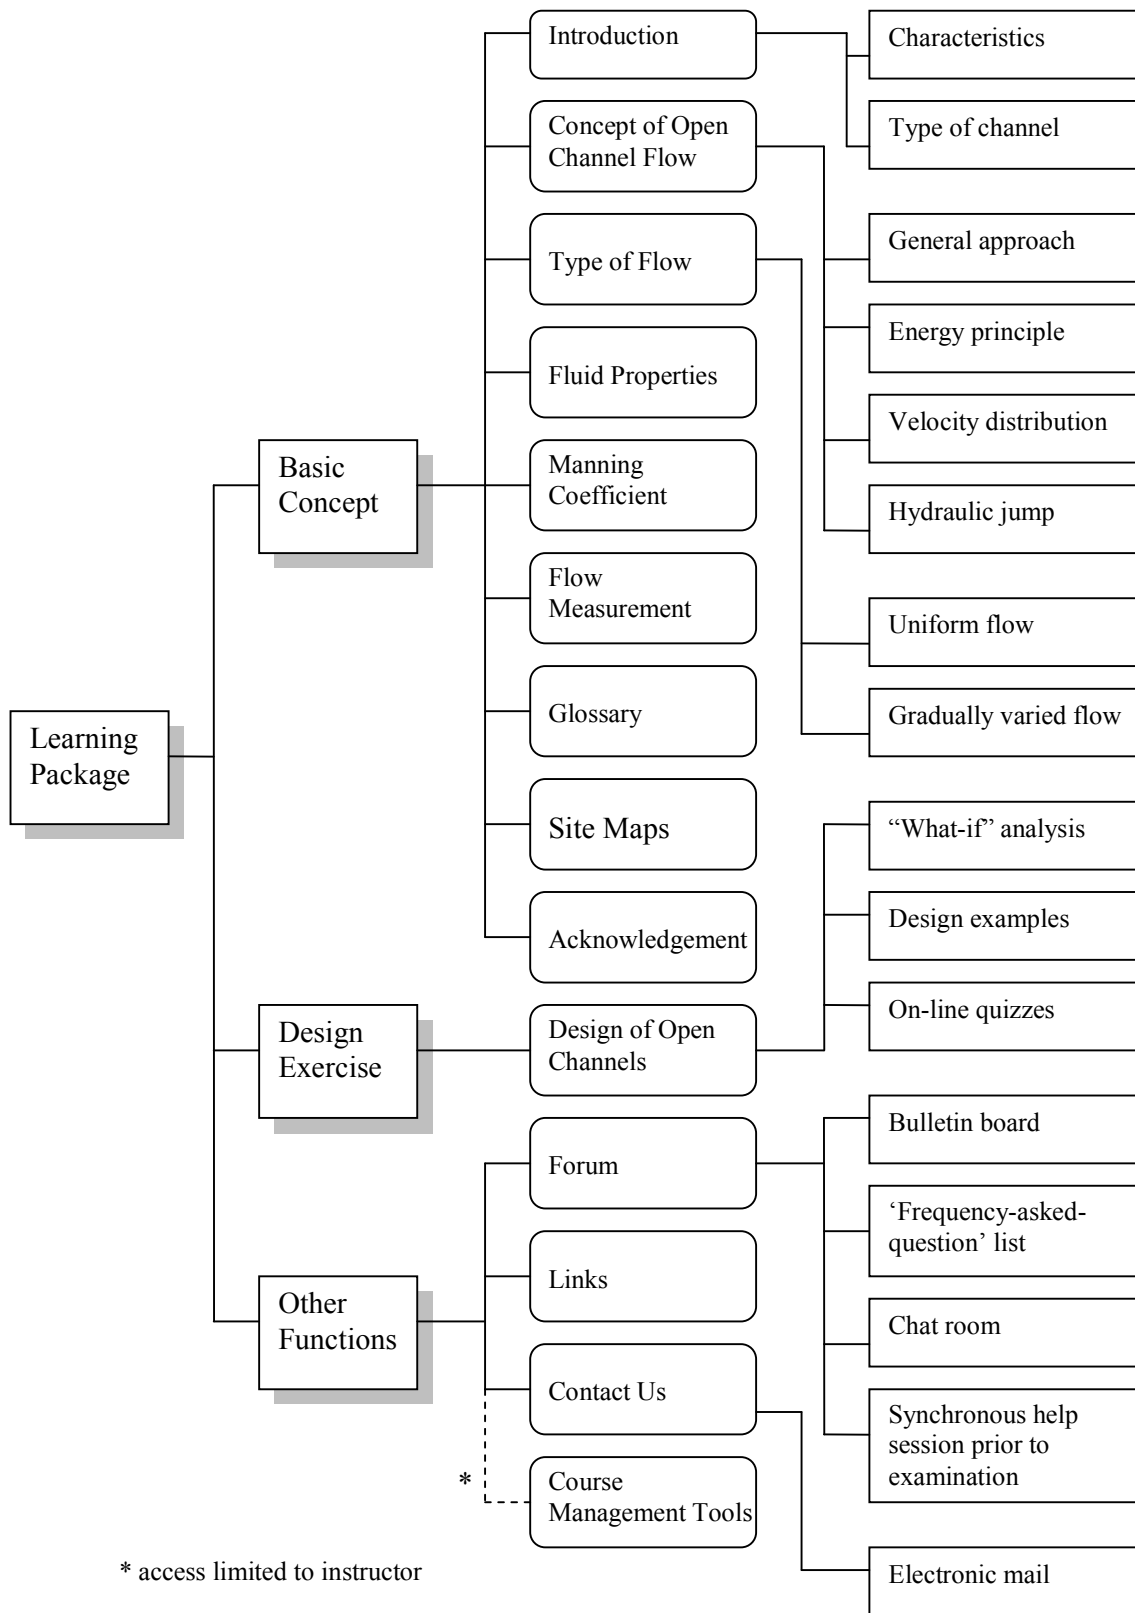 Introduction
Characteristics
Concept of Open
Channel Flow
Type of channel
Type of Flow
General approach
Energy principle
Fluid Properties
Velocity distribution
Basic
Concept
Manning
Coefficient
Hydraulic jump
Flow
Measurement
Uniform flow
Learning
Package
Glossary
Gradually varied flow
Site Maps
“What-if” analysis
Acknowledgement
Design examples
Design
Exercise
Design of Open
Channels
On-line quizzes
Forum
Bulletin board
‘Frequency-asked-
question’ list
Other
Functions
Links
Chat room
Contact Us
Synchronous help
session prior to
examination
*
Course
Management Tools
* access limited to instructor
Electronic mail